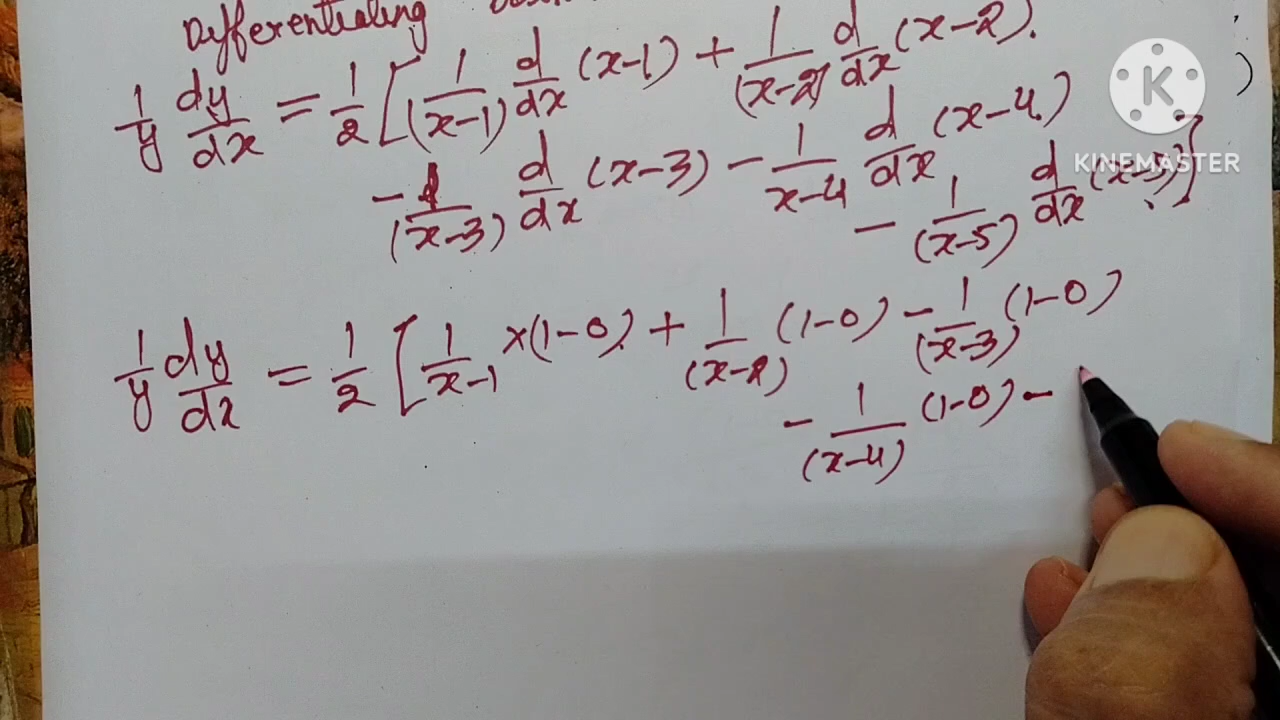 Differentiating
1/y dy/dx = 1/2 [1/(x-1) d/dx (x-1) + 1/(x-2) d/dx (x-2).
- 1/(x-3) d/dx (x-3) - 1/x-4 d/dx (x-4)
- 1/(x-5) d/dx (x-5)}
1/y dy/dx = 1/2 [1/x-1 ×(1-0) + 1/(x-2) (1-0) - 1/(x-3) (1-0)
- 1/(x-4) (1-0) -
K
KINEMASTER